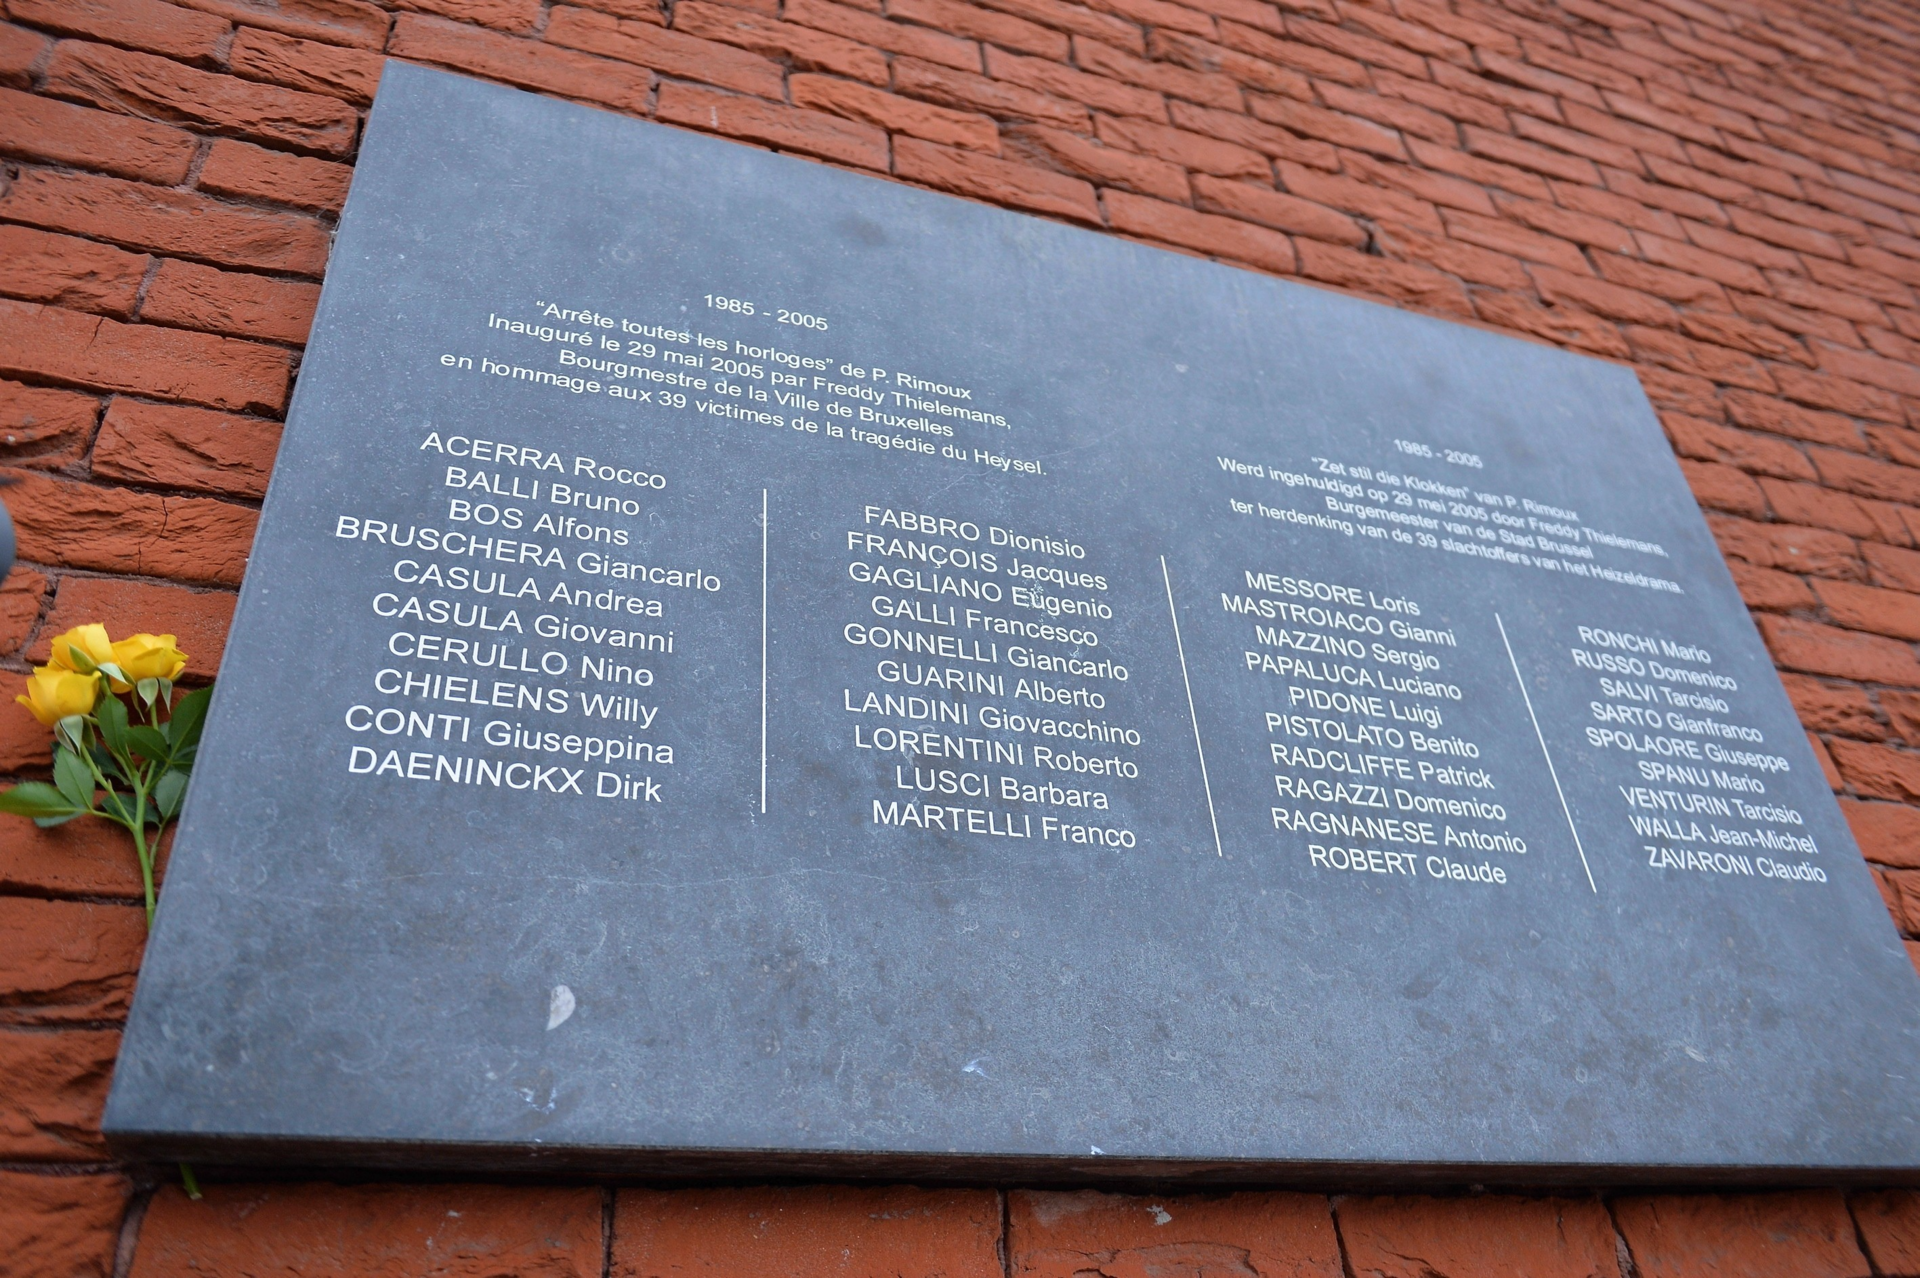 1985 - 2005
“Arrête toutes les horloges” de P. Rimoux
Inauguré le 29 mai 2005 par Freddy Thielemans,
Bourgmestre de la Ville de Bruxelles
en hommage aux 39 victimes de la tragédie du Heysel.
1985 - 2005
“Zet stil die Klokken” van P. Rimoux
Werd ingehuldigd op 29 mei 2005 door Freddy Thielemans,
Burgemeester van de Stad Brussel
ter herdenking van de 39 slachtoffers van het Heizeldrama.
ACERRA Rocco
BALLI Bruno
BOS Alfons
BRUSCHERA Giancarlo
CASULA Andrea
CASULA Giovanni
CERULLO Nino
CHIELENS Willy
CONTI Giuseppina
DAENINCKX Dirk
FABBRO Dionisio
FRANÇOIS Jacques
GAGLIANO Eugenio
GALLI Francesco
GONNELLI Giancarlo
GUARINI Alberto
LANDINI Giovacchino
LORENTINI Roberto
LUSCI Barbara
MARTELLI Franco
MESSORE Loris
MASTROIACO Gianni
MAZZINO Sergio
PAPALUCA Luciano
PIDONE Luigi
PISTOLATO Benito
RADCLIFFE Patrick
RAGAZZI Domenico
RAGNANESE Antonio
ROBERT Claude
RONCHI Mario
RUSSO Domenico
SALVI Tarcisio
SARTO Gianfranco
SPOLAORE Giuseppe
SPANU Mario
VENTURIN Tarcisio
WALLA Jean-Michel
ZAVARONI Claudio